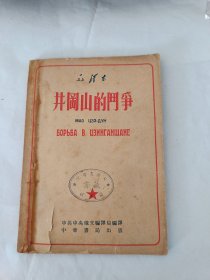 毛澤东
井岡山的鬥爭
МАО ЦЗЭ-ДУН
БОРЬБА В ЦЗИНГАНШАНЕ
中共中央俄文編譯局編譯
中華書局出版